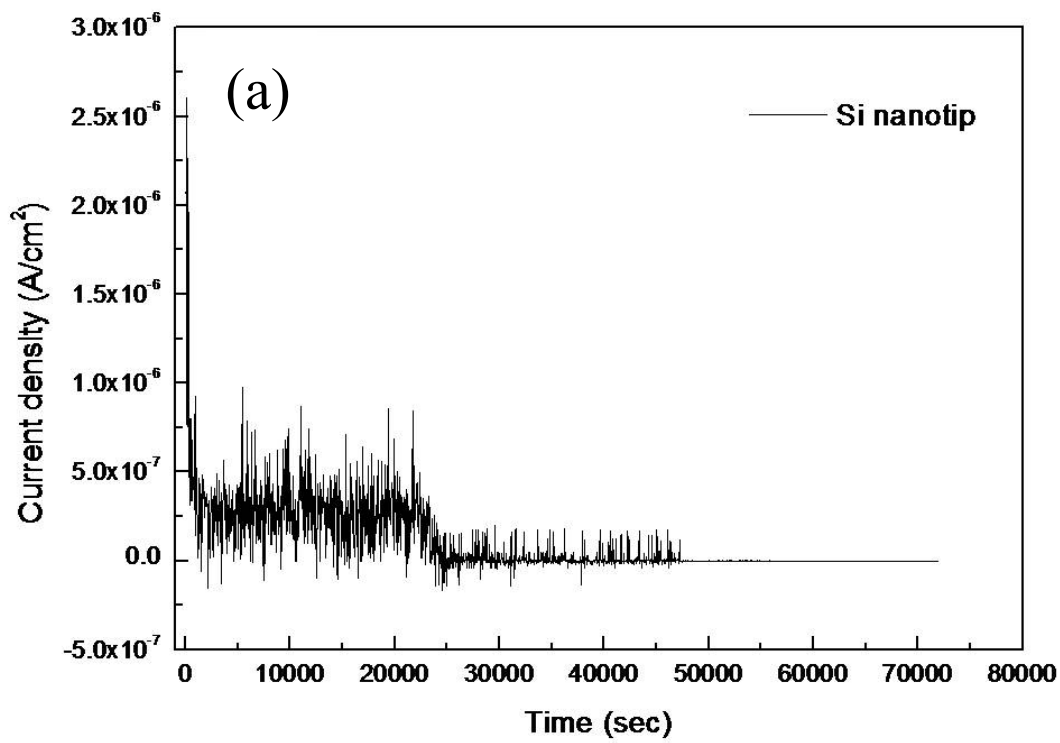 3.0x10⁻⁶
2.5x10⁻⁶
2.0x10⁻⁶
1.5x10⁻⁶
1.0x10⁻⁶
5.0x10⁻⁷
0.0
-5.0x10⁻⁷
Current density (A/cm²)
(a)
Si nanotip
0 10000 20000 30000 40000 50000 60000 70000 80000
Time (sec)